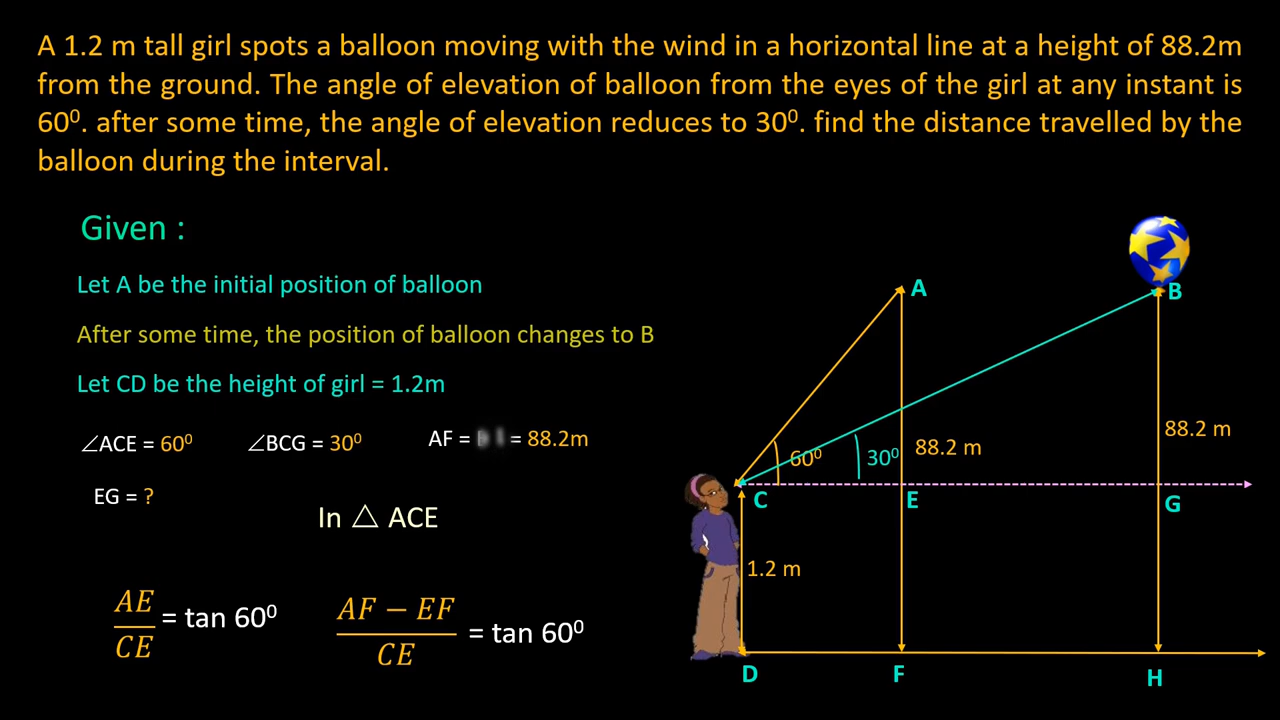 A 1.2 m tall girl spots a balloon moving with the wind in a horizontal line at a height of 88.2m
from the ground. The angle of elevation of balloon from the eyes of the girl at any instant is
60⁰. after some time, the angle of elevation reduces to 30⁰. find the distance travelled by the
balloon during the interval.
Given :
Let A be the initial position of balloon
After some time, the position of balloon changes to B
Let CD be the height of girl = 1.2m
∠ACE = 60⁰ ∠BCG = 30⁰ AF = = 88.2m
EG = ?
In △ ACE
AE/CE = tan 60⁰
AF − EF/CE = tan 60⁰
A
B
88.2 m
60⁰
30⁰
88.2 m
C
E
G
1.2 m
D
F
H